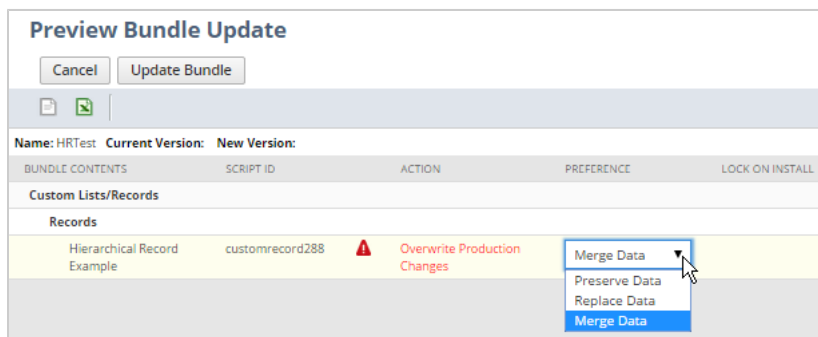 Preview Bundle Update
Cancel Update Bundle
Name: HRTest Current Version: New Version:
BUNDLE CONTENTS SCRIPT ID ACTION PREFERENCE LOCK ON INSTALL
Custom Lists/Records
Records
Hierarchical Record customrecord288 Overwrite Production Merge Data
Example Changes
Preserve Data
Replace Data
Merge Data